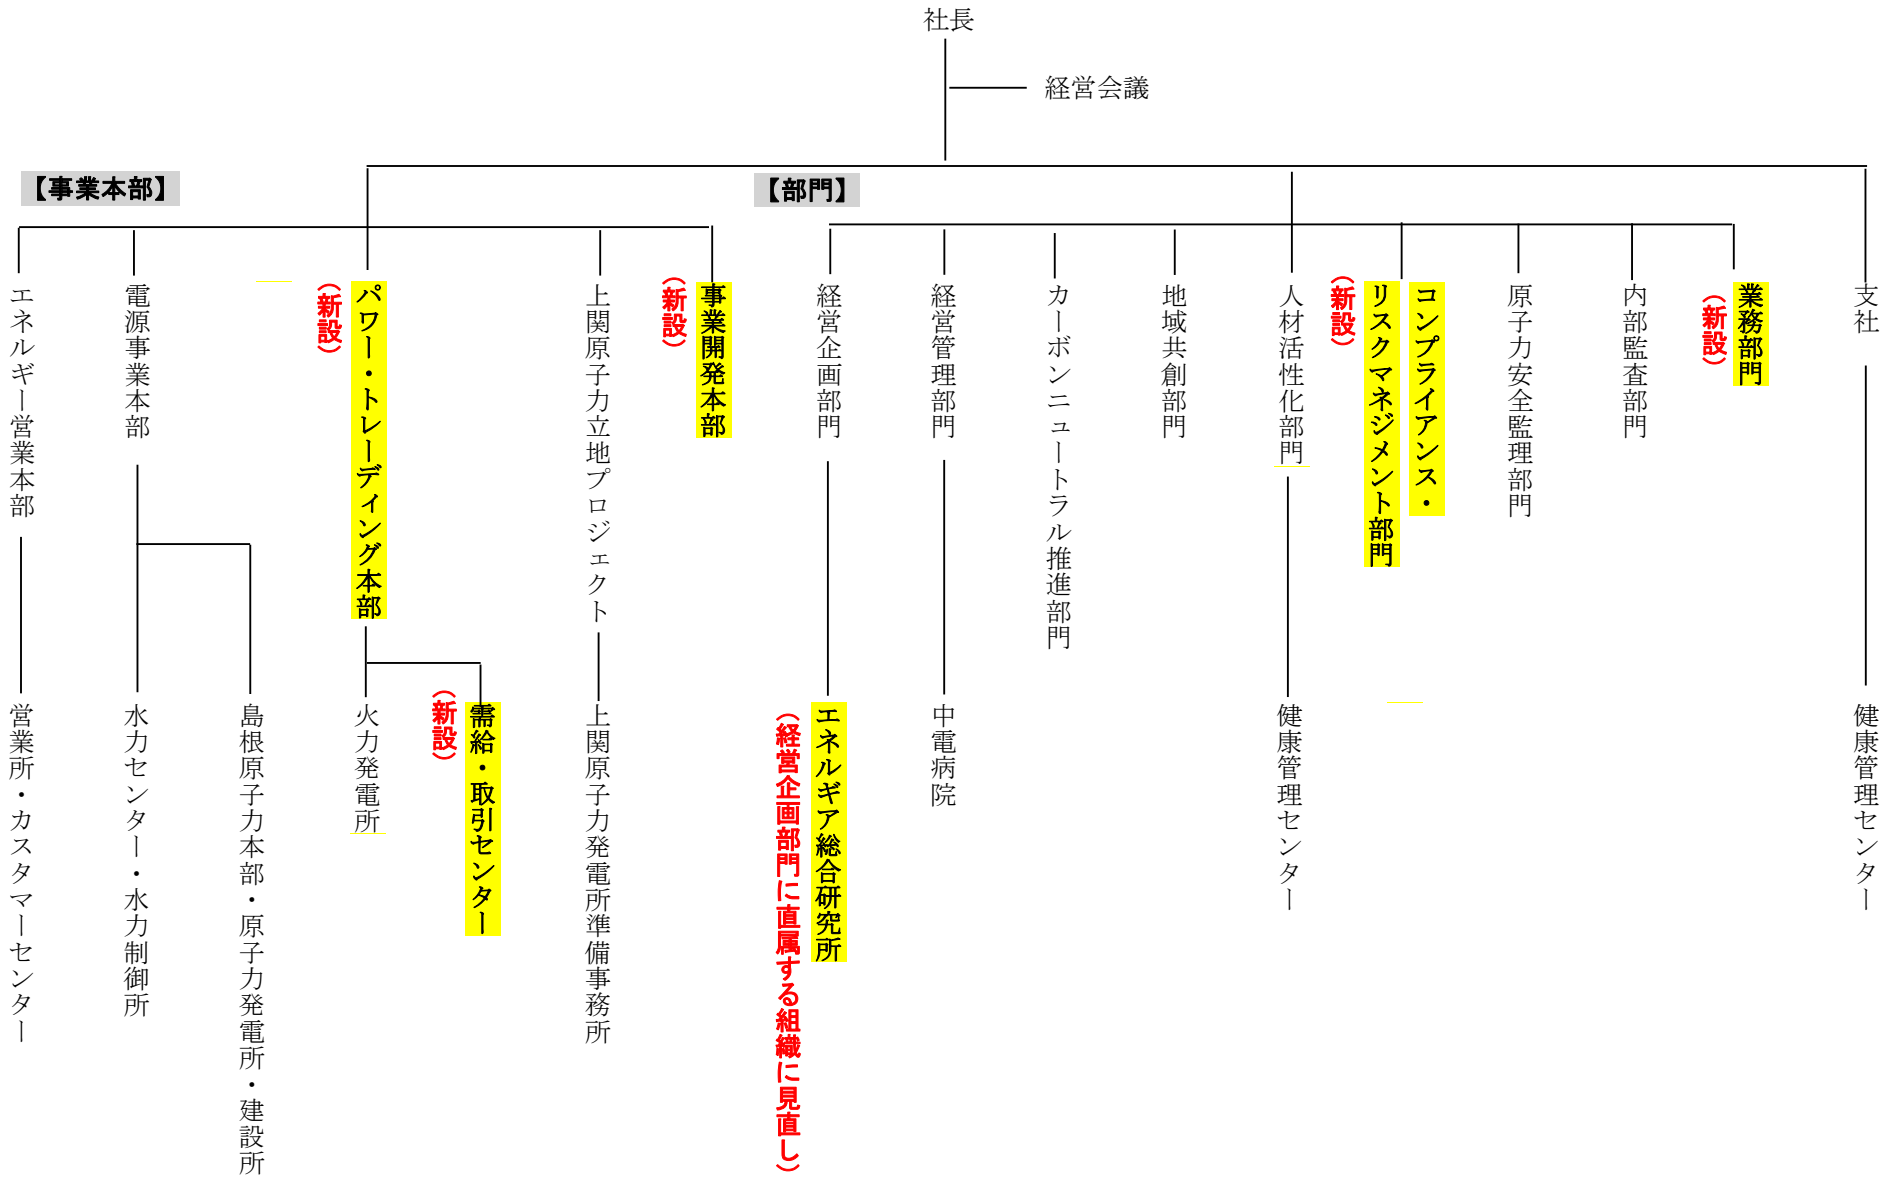 社長
経営会議
【事業本部】
【部門】
エネルギー営業本部
電源事業本部
パワー・トレーディング本部
（新設）
上関原子力立地プロジェクト
事業開発本部
（新設）
経営企画部門
経営管理部門
カーボンニュートラル推進部門
地域共創部門
人材活性化部門
コンプライアンス・
リスクマネジメント部門
（新設）
原子力安全監理部門
内部監査部門
業務部門
（新設）
支社
営業所・カスタマーセンター
水力センター・水力制御所
島根原子力本部・原子力発電所・建設所
火力発電所
需給・取引センター
（新設）
上関原子力発電所準備事務所
エネルギア総合研究所
（経営企画部門に直属する組織に見直し）
中電病院
健康管理センター
健康管理センター